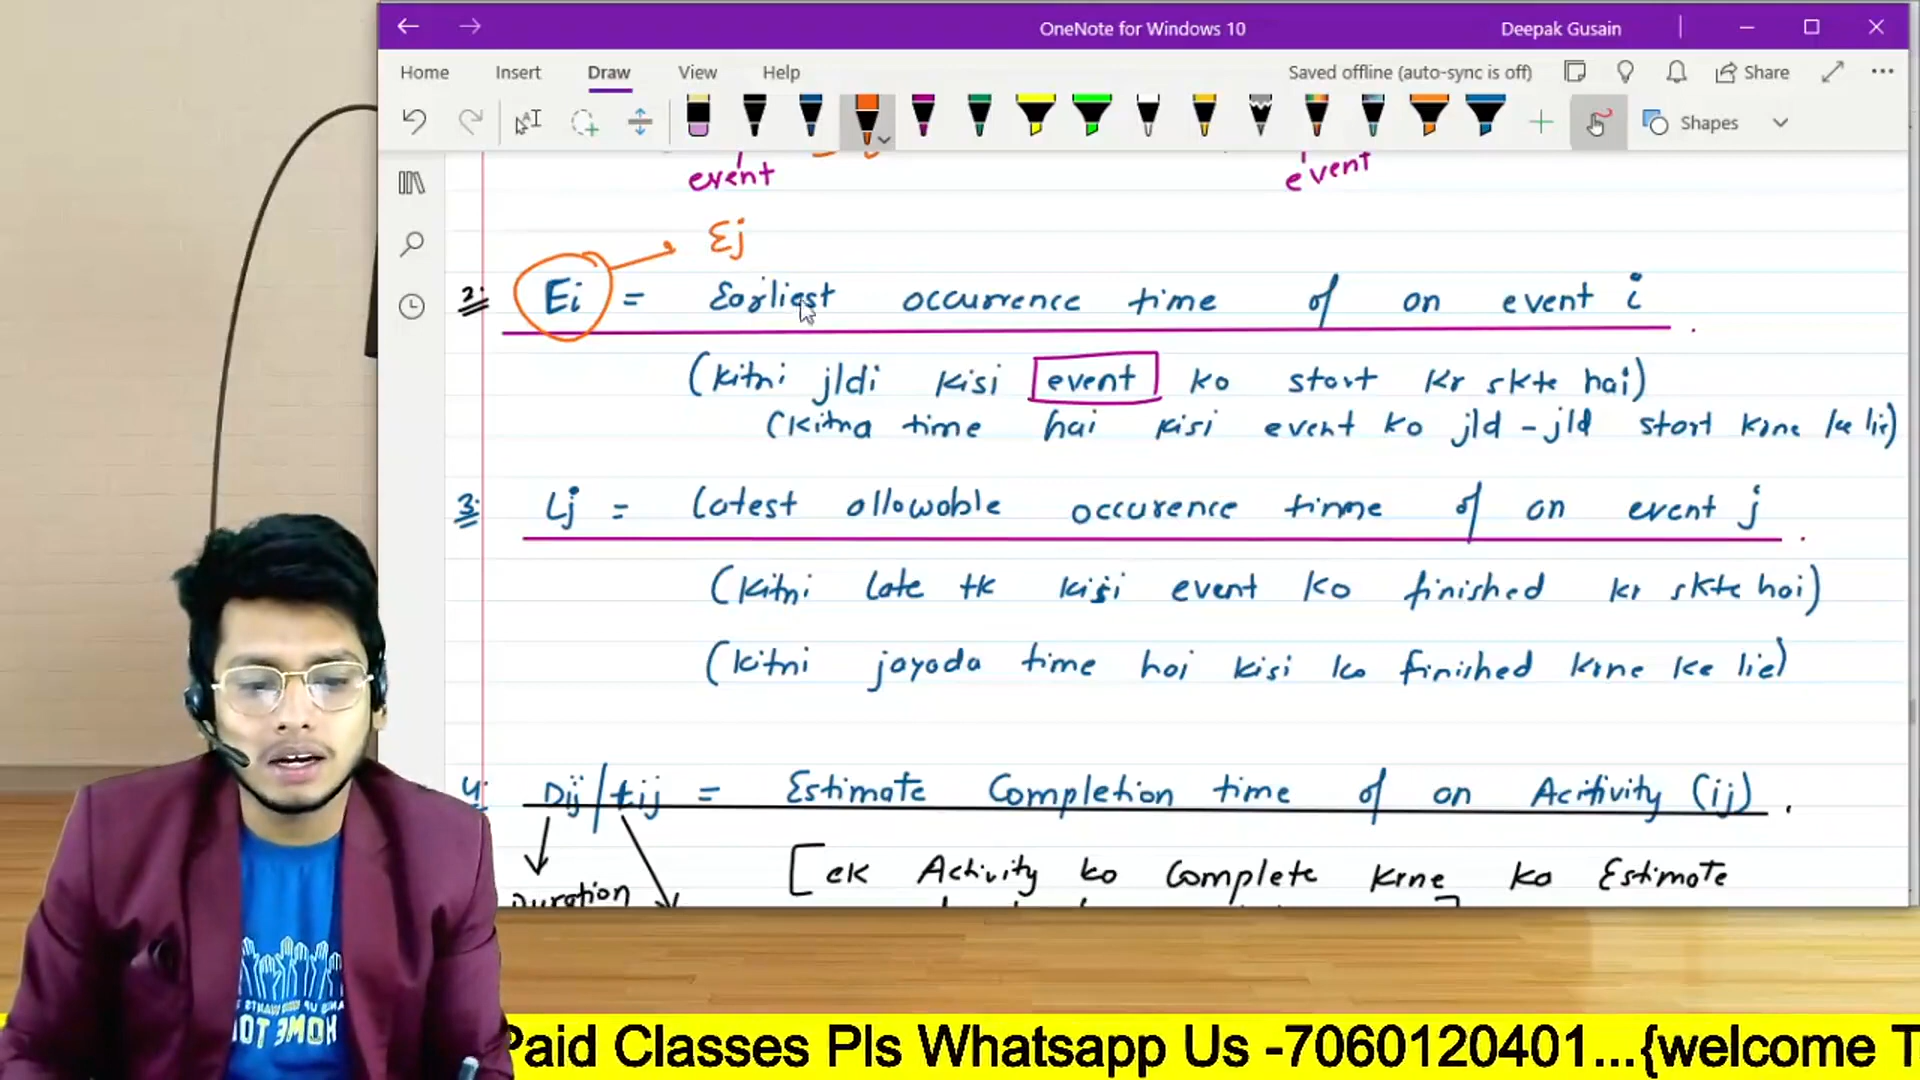 OneNote for Windows 10
Deepak Gusain
Home Insert Draw View Help
Saved offline (auto-sync is off) Share
Shapes
event event
Ej
2: Ei = Earliest occurrence time of an event i .
(kitni jldi kisi event ko start kr skte hai)
(kitna time hai kisi event ko jld - jld start krne ke lie)
3: Lj = Latest allowable occurence time of an event j .
(kitni late tk kisi event ko finished kr skte hai)
(kitni jayada time hai kisi ko finished krne ke lie)
4: Dij/tij = Estimate Completion time of an Acitivity (ij) .
[ek Activity ko Complete krne ko Estimate
Duration
Paid Classes Pls Whatsapp Us -7060120401...{welcome T